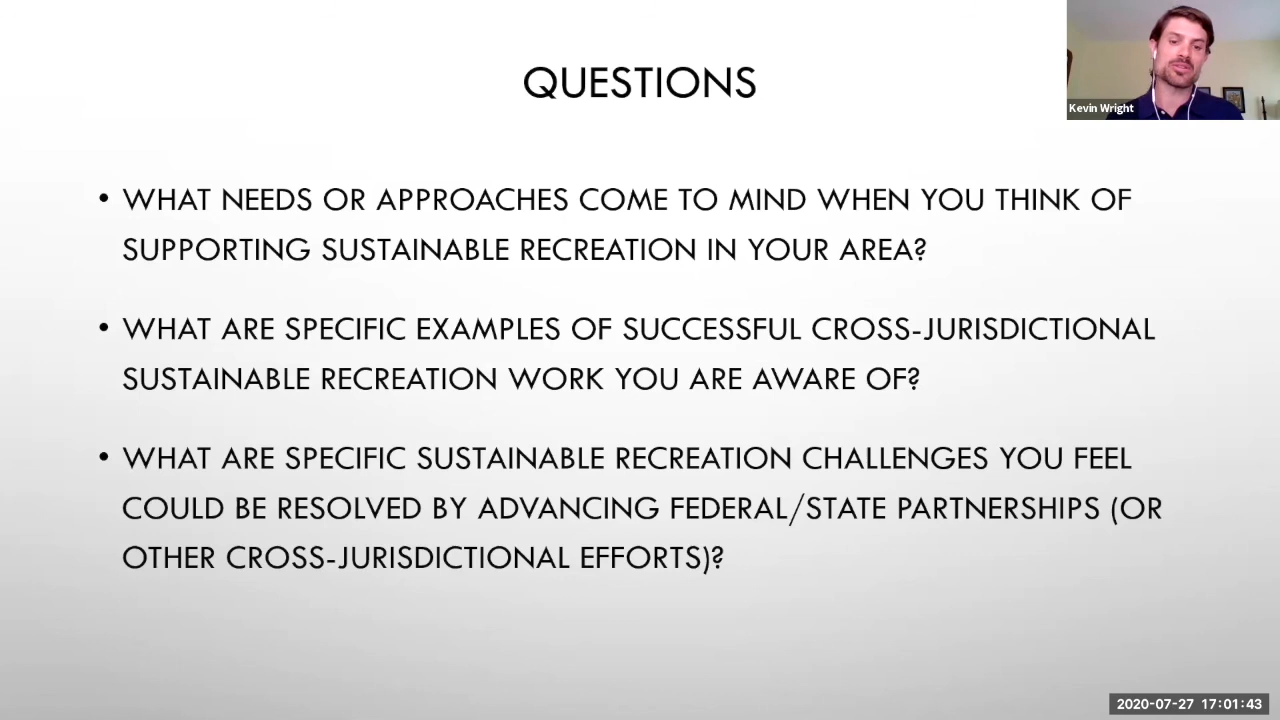 QUESTIONS
Kevin Wright
• WHAT NEEDS OR APPROACHES COME TO MIND WHEN YOU THINK OF
SUPPORTING SUSTAINABLE RECREATION IN YOUR AREA?
• WHAT ARE SPECIFIC EXAMPLES OF SUCCESSFUL CROSS-JURISDICTIONAL
SUSTAINABLE RECREATION WORK YOU ARE AWARE OF?
• WHAT ARE SPECIFIC SUSTAINABLE RECREATION CHALLENGES YOU FEEL
COULD BE RESOLVED BY ADVANCING FEDERAL/STATE PARTNERSHIPS (OR
OTHER CROSS-JURISDICTIONAL EFFORTS)?
2020-07-27 17:01:43